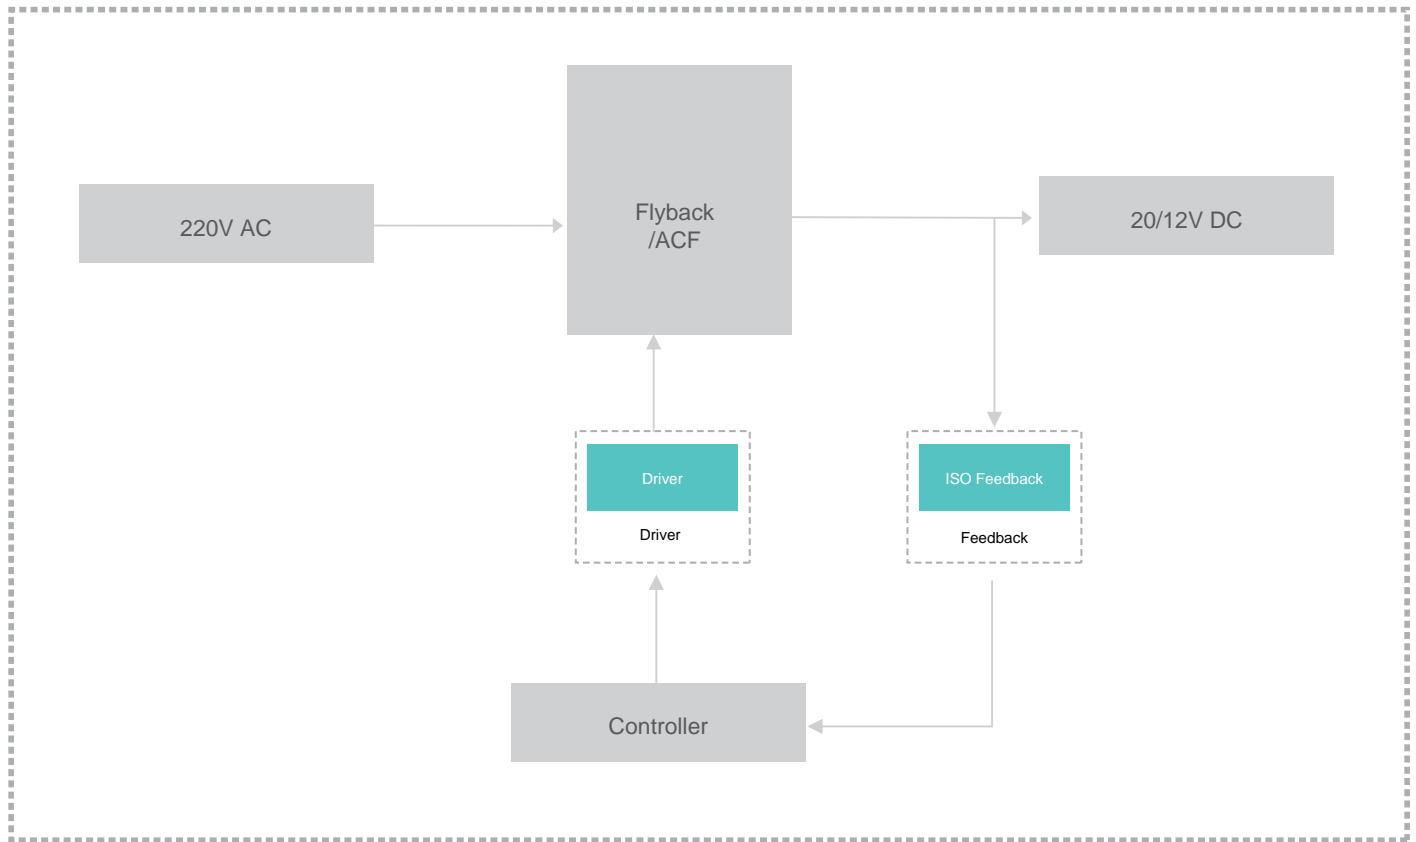 Flyback
/ACF
220V AC
20/12V DC
Driver
ISO Feedback
Driver
Feedback
Controller